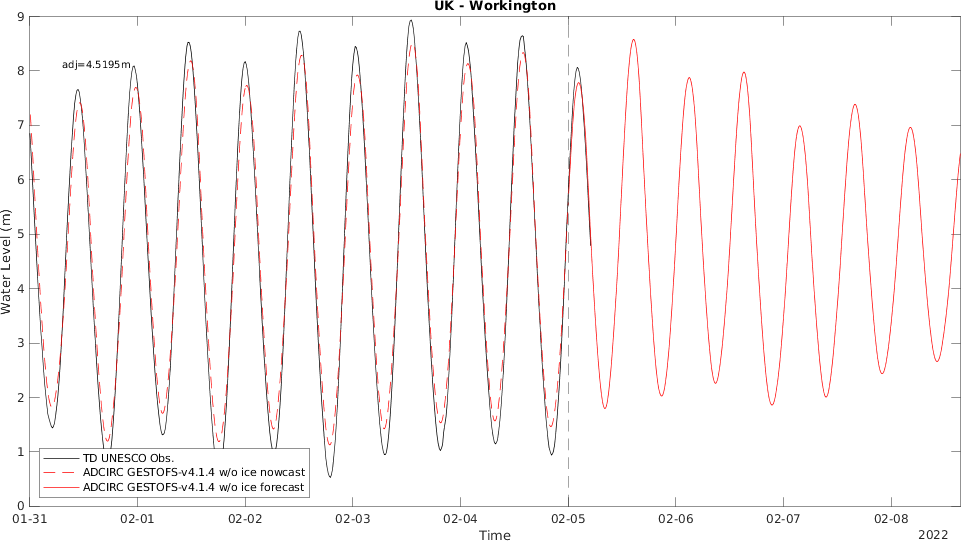 UK - Workington
adj=4.5195m
Water Level (m)
9
8
7
6
5
4
3
2
1
0
TD UNESCO Obs.
ADCIRC GESTOFS-v4.1.4 w/o ice nowcast
ADCIRC GESTOFS-v4.1.4 w/o ice forecast
01-31 02-01 02-02 02-03 02-04 02-05 02-06 02-07 02-08
Time
2022